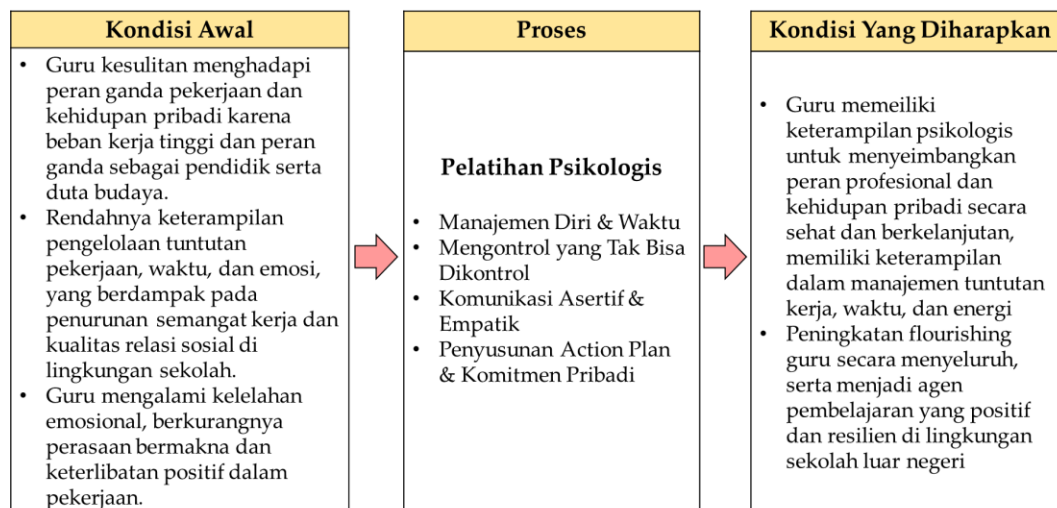 Kondisi Awal
• Guru kesulitan menghadapi
peran ganda pekerjaan dan
kehidupan pribadi karena
beban kerja tinggi dan peran
ganda sebagai pendidik serta
duta budaya.
• Rendahnya keterampilan
pengelolaan tuntutan
pekerjaan, waktu, dan emosi,
yang berdampak pada
penurunan semangat kerja dan
kualitas relasi sosial di
lingkungan sekolah.
• Guru mengalami kelelahan
emosional, berkurangnya
perasaan bermakna dan
keterlibatan positif dalam
pekerjaan.
Proses
Pelatihan Psikologis
• Manajemen Diri & Waktu
• Mengontrol yang Tak Bisa
Dikontrol
• Komunikasi Asertif &
Empatik
• Penyusunan Action Plan
& Komitmen Pribadi
Kondisi Yang Diharapkan
• Guru memeiliki
keterampilan psikologis
untuk menyeimbangkan
peran profesional dan
kehidupan pribadi secara
sehat dan berkelanjutan,
memiliki keterampilan
dalam manajemen tuntutan
kerja, waktu, dan energi
• Peningkatan flourishing
guru secara menyeluruh,
serta menjadi agen
pembelajaran yang positif
dan resilien di lingkungan
sekolah luar negeri